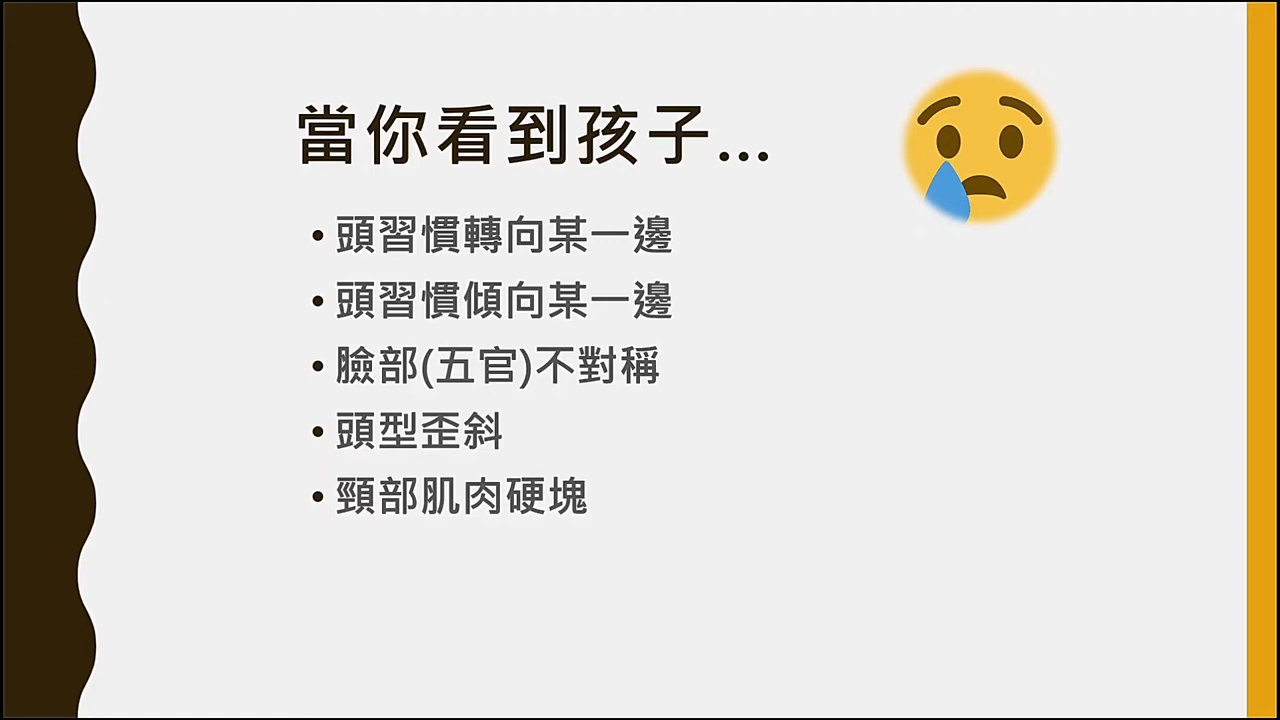 當你看到孩子...
• 頭習慣轉向某一邊
• 頭習慣傾向某一邊
• 臉部(五官)不對稱
• 頭型歪斜
• 頸部肌肉硬塊